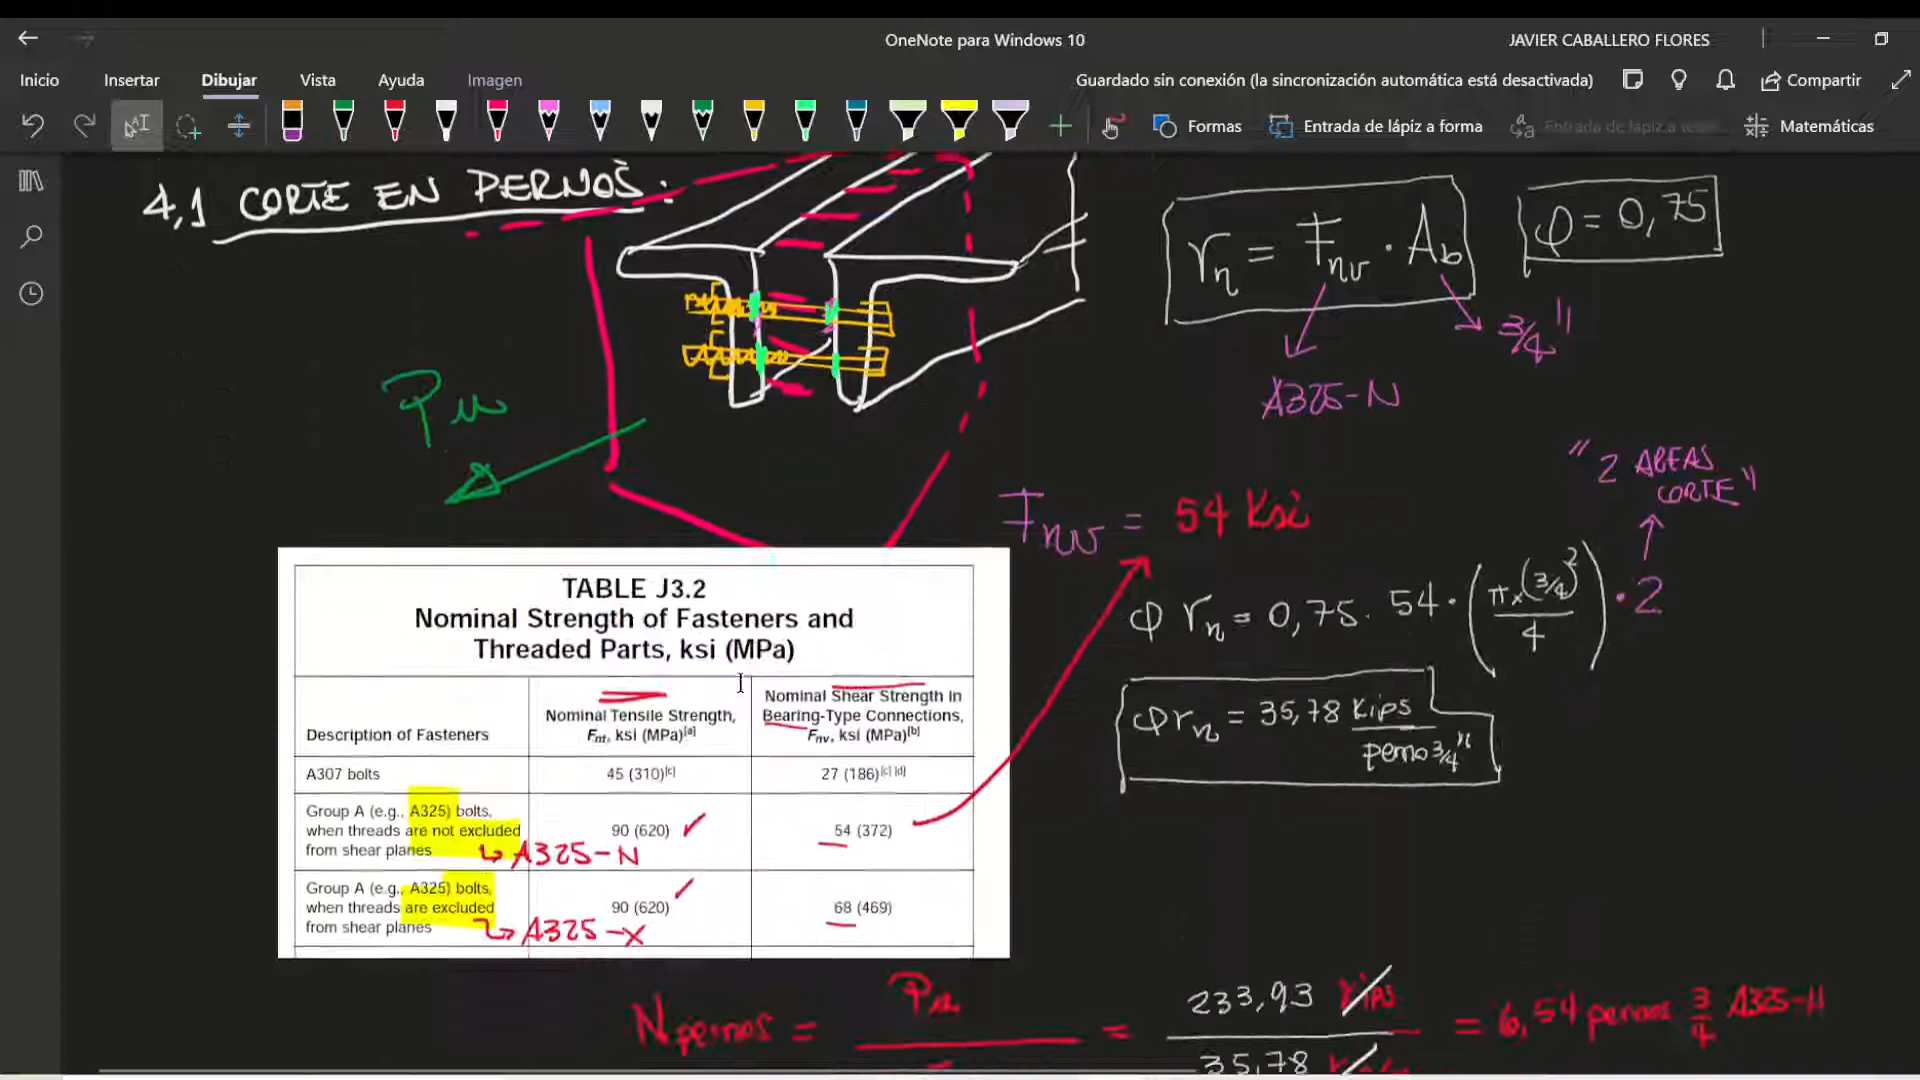 OneNote para Windows 10
JAVIER CABALLERO FLORES
Inicio
Insertar
Dibujar
Vista
Ayuda
Imagen
Guardado sin conexión (la sincronización automática está desactivada)
Compartir
Formas
Entrada de lápiz a forma
Entrada de lápiz a
Matemáticas
4,1 CORTE EN PERNOS:
rn = Fnv · Ab
φ = 0,75
3/4"
A325-N
Pu
"2 AREAS
CORTE"
Fnv = 54 Ksi
φ rn = 0,75 · 54 · (π×(3/4)²/4) · 2
φrn = 35,78 Kips/perno 3/4"
TABLE J3.2
Nominal Strength of Fasteners and
Threaded Parts, ksi (MPa)
Description of Fasteners
Nominal Tensile Strength,
Fnt, ksi (MPa)[a]
Nominal Shear Strength in
Bearing-Type Connections,
Fnv, ksi (MPa)[b]
A307 bolts
45 (310)[c]
27 (186)[c] [d]
Group A (e.g., A325) bolts,
when threads are not excluded
from shear planes
A325-N
90 (620)
54 (372)
Group A (e.g., A325) bolts,
when threads are excluded
from shear planes
A325-X
90 (620)
68 (469)
Npernos = Pu
= 233,93 Kips
35,78
= 6,54 pernos 3/4 A325-N